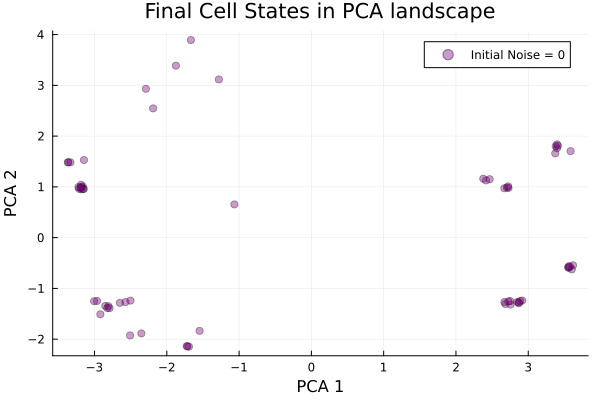 Final Cell States in PCA landscape
Initial Noise = 0
PCA 2
4
3
2
1
0
−1
−2
−3 −2 −1 0 1 2 3
PCA 1